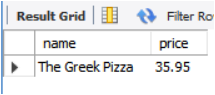 Result Grid Filter Ro
name price
The Greek Pizza 35.95